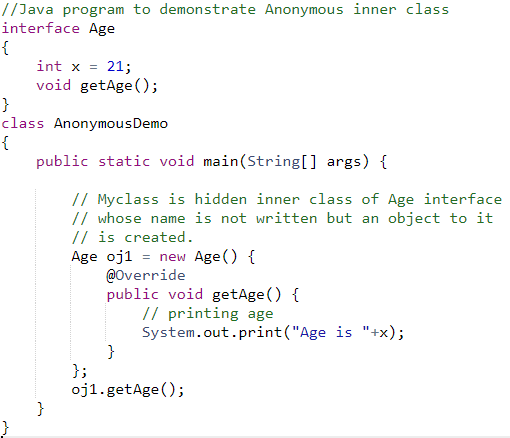 //Java program to demonstrate Anonymous inner class
interface Age
{
    int x = 21;
    void getAge();
}
class AnonymousDemo
{
    public static void main(String[] args) {
        // Myclass is hidden inner class of Age interface
        // whose name is not written but an object to it
        // is created.
        Age oj1 = new Age() {
            @Override
            public void getAge() {
                // printing age
                System.out.print("Age is "+x);
            }
        };
        oj1.getAge();
    }
}